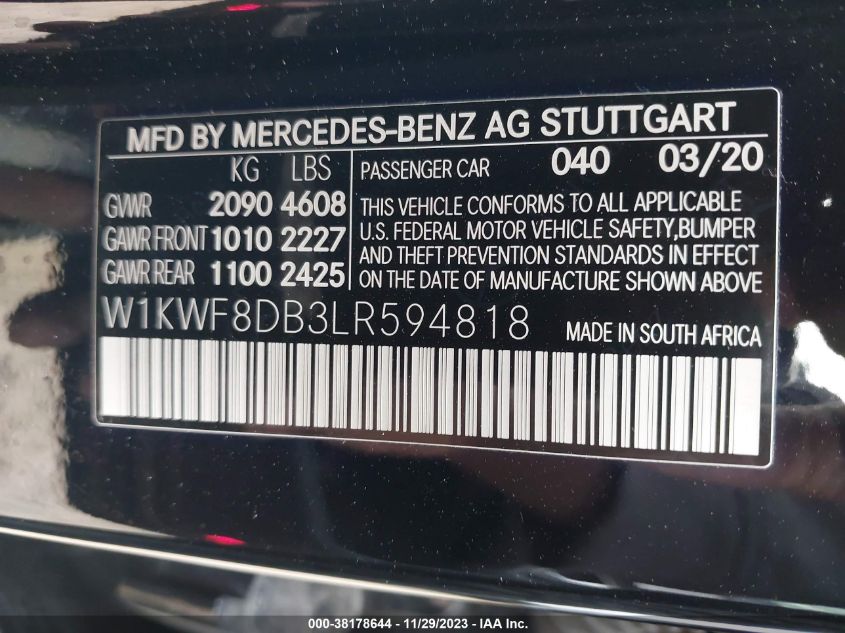 MFD BY MERCEDES-BENZ AG STUTTGART
KG LBS
GVWR 2090 4608
GAWR FRONT 1010 2227
GAWR REAR 1100 2425
PASSENGER CAR 040 03/20
THIS VEHICLE CONFORMS TO ALL APPLICABLE
U.S. FEDERAL MOTOR VEHICLE SAFETY,BUMPER
AND THEFT PREVENTION STANDARDS IN EFFECT
ON THE DATE OF MANUFACTURE SHOWN ABOVE
W1KWF8DB3LR594818 MADE IN SOUTH AFRICA
000-38178644 - 11/29/2023 - IAA Inc.